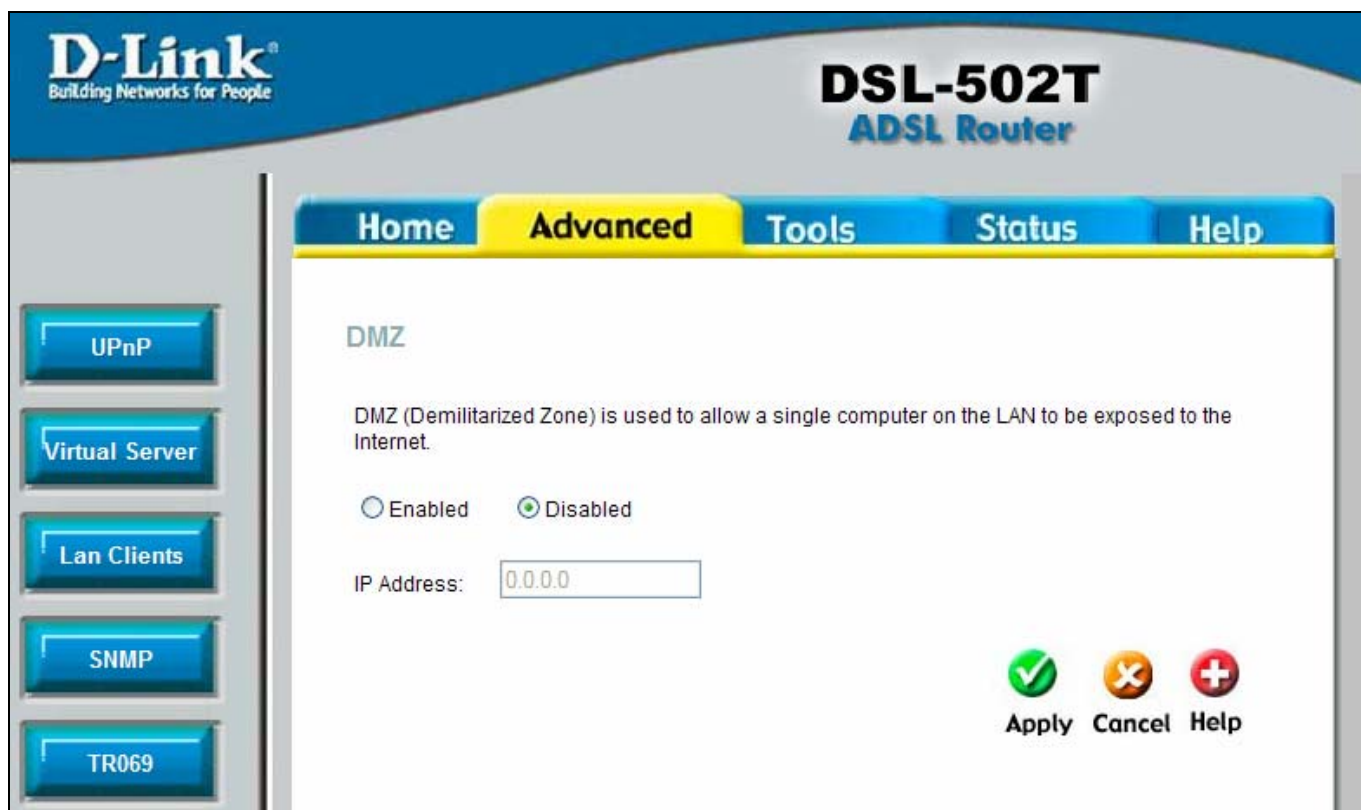 D-Link®
Building Networks for People
DSL-502T
ADSL Router
Home Advanced Tools Status Help
UPnP
Virtual Server
Lan Clients
SNMP
TR069
DMZ
DMZ (Demilitarized Zone) is used to allow a single computer on the LAN to be exposed to the
Internet.
Enabled Disabled
IP Address: 0.0.0.0
Apply Cancel Help